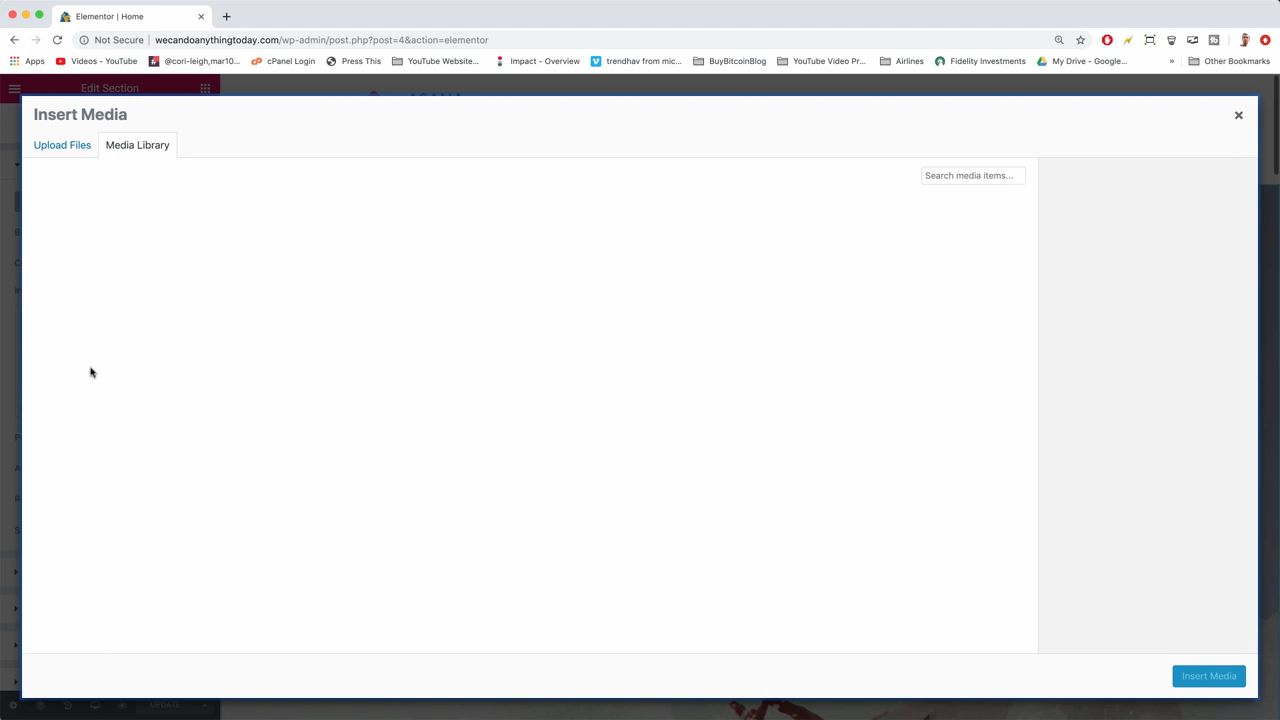 Elementor | Home
Not Secure wecandoanythingtoday.com/wp-admin/post.php?post=4&action=elementor
Apps Videos - YouTube @cori-leigh,mar10... cPanel Login Press This YouTube Website... Impact - Overview trendhav from mic... BuyBitcoinBlog YouTube Video Pr... Airlines Fidelity Investments My Drive - Google... » Other Bookmarks
Edit Section
Insert Media
Upload Files Media Library
Search media items...
Insert Media
UPDATE